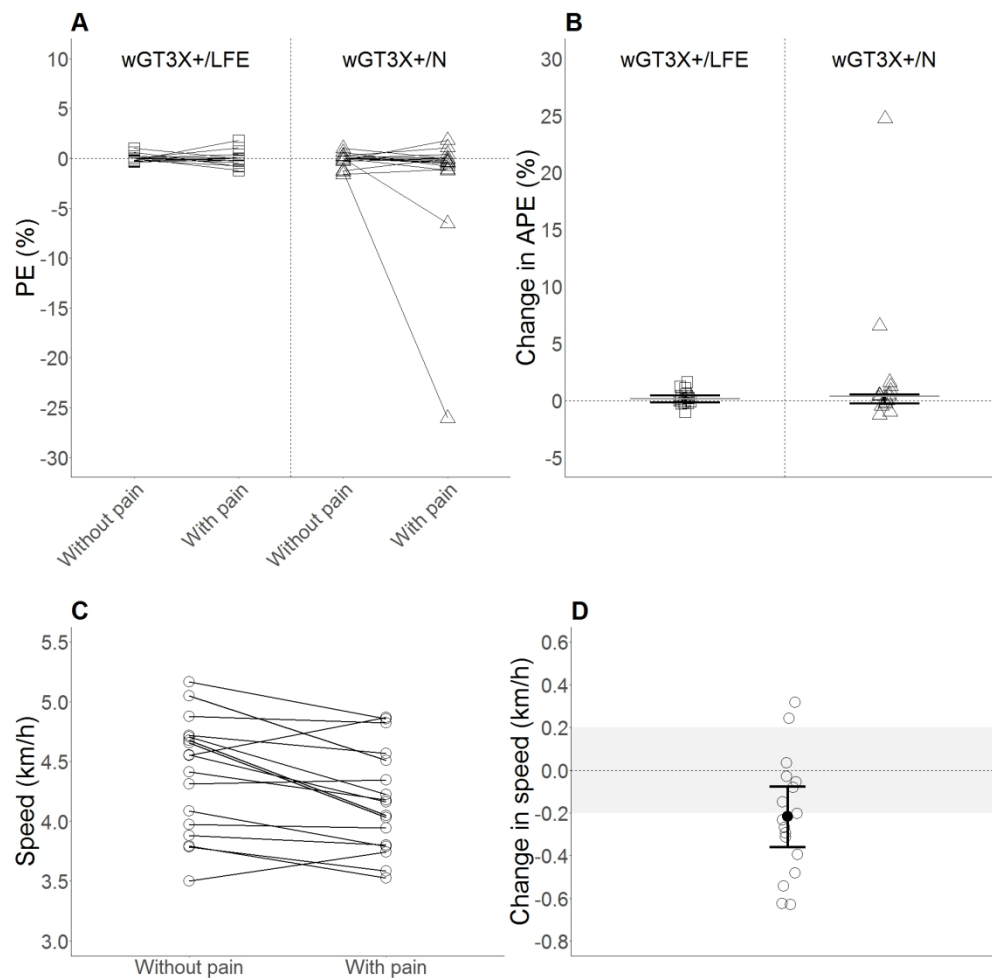 A
wGT3X+/LFE
wGT3X+/N
10
5
0
-5
-10
-15
-20
-25
-30
PE (%)
Without pain
With pain
Without pain
With pain
B
wGT3X+/LFE
wGT3X+/N
30
25
20
15
10
5
0
-5
Change in APE (%)
C
5.5
5.0
4.5
4.0
3.5
3.0
Speed (km/h)
Without pain
With pain
D
0.6
0.4
0.2
0.0
-0.2
-0.4
-0.6
-0.8
Change in speed (km/h)